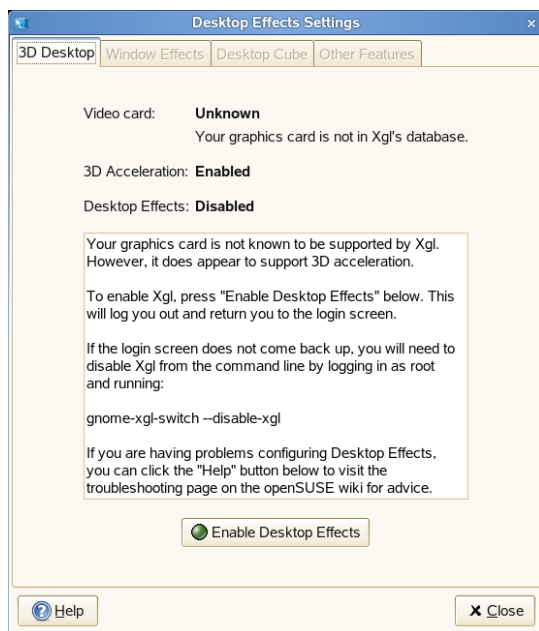 Desktop Effects Settings
3D Desktop Window Effects Desktop Cube Other Features
Video card: Unknown
Your graphics card is not in Xgl's database.
3D Acceleration: Enabled
Desktop Effects: Disabled
Your graphics card is not known to be supported by Xgl.
However, it does appear to support 3D acceleration.
To enable Xgl, press "Enable Desktop Effects" below. This
will log you out and return you to the login screen.
If the login screen does not come back up, you will need to
disable Xgl from the command line by logging in as root
and running:
gnome-xgl-switch --disable-xgl
If you are having problems configuring Desktop Effects,
you can click the "Help" button below to visit the
troubleshooting page on the openSUSE wiki for advice.
Enable Desktop Effects
Help Close